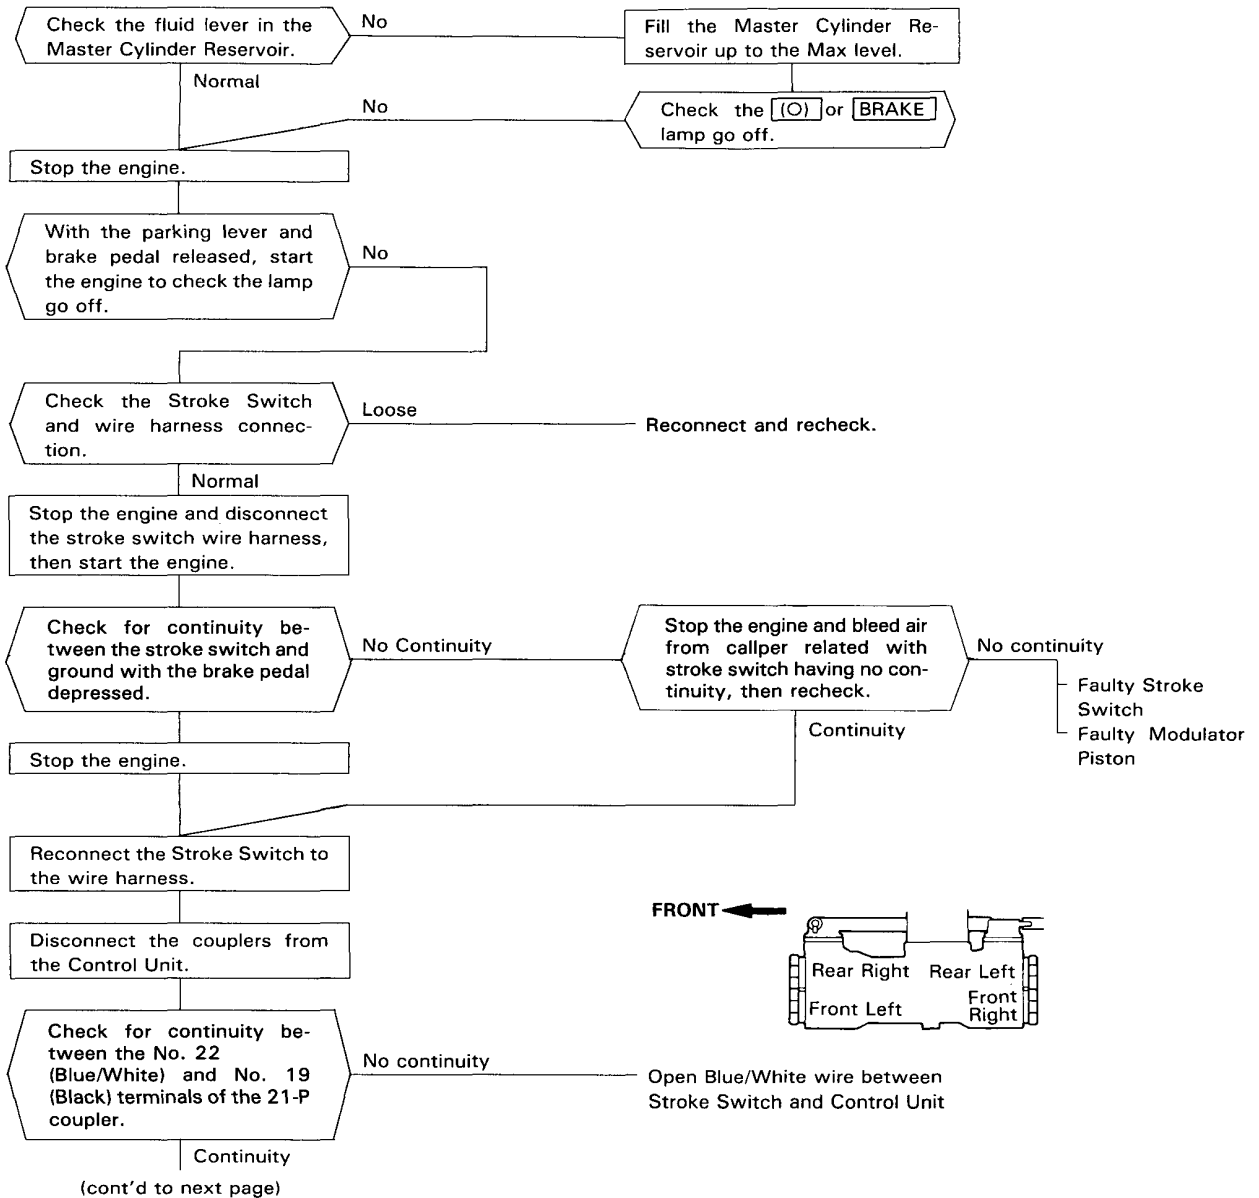 Check the fluid lever in the
Master Cylinder Reservoir.
No
Fill the Master Cylinder Re-
servoir up to the Max level.
Normal
No
Check the (O) or BRAKE
lamp go off.
Stop the engine.
With the parking lever and
brake pedal released, start
the engine to check the lamp
go off.
No
Check the Stroke Switch
and wire harness connec-
tion.
Loose
Reconnect and recheck.
Normal
Stop the engine and disconnect
the stroke switch wire harness,
then start the engine.
Check for continuity be-
tween the stroke switch and
ground with the brake pedal
depressed.
No Continuity
Stop the engine and bleed air
from callper related with
stroke switch having no con-
tinuity, then recheck.
No continuity
Faulty Stroke
Switch
Faulty Modulator
Piston
Continuity
Stop the engine.
Reconnect the Stroke Switch to
the wire harness.
Disconnect the couplers from
the Control Unit.
FRONT
Rear Right
Rear Left
Front Left
Front
Right
Check for continuity be-
tween the No. 22
(Blue/White) and No. 19
(Black) terminals of the 21-P
coupler.
No continuity
Open Blue/White wire between
Stroke Switch and Control Unit
Continuity
(cont'd to next page)